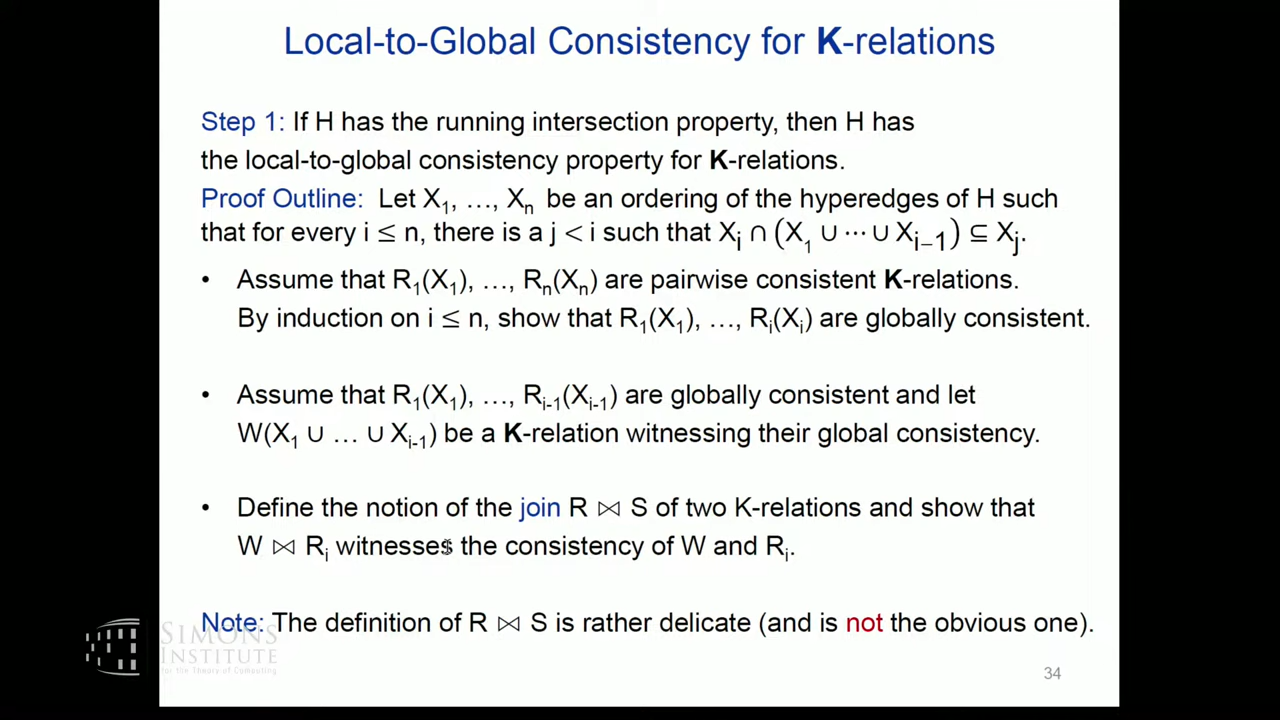 Local-to-Global Consistency for K-relations
Step 1: If H has the running intersection property, then H has
the local-to-global consistency property for K-relations.
Proof Outline: Let X₁, …, Xₙ be an ordering of the hyperedges of H such
that for every i ≤ n, there is a j < i such that Xᵢ ∩ (X₁ ∪ ⋯ ∪ Xᵢ₋₁) ⊆ Xⱼ.
• Assume that R₁(X₁), …, Rₙ(Xₙ) are pairwise consistent K-relations.
By induction on i ≤ n, show that R₁(X₁), …, Rᵢ(Xᵢ) are globally consistent.
• Assume that R₁(X₁), …, Rᵢ₋₁(Xᵢ₋₁) are globally consistent and let
W(X₁ ∪ … ∪ Xᵢ₋₁) be a K-relation witnessing their global consistency.
• Define the notion of the join R ⋈ S of two K-relations and show that
W ⋈ Rᵢ witnesses the consistency of W and Rᵢ.
Note: The definition of R ⋈ S is rather delicate (and is not the obvious one).
SIMONS
INSTITUTE
for the Theory of Computing
34